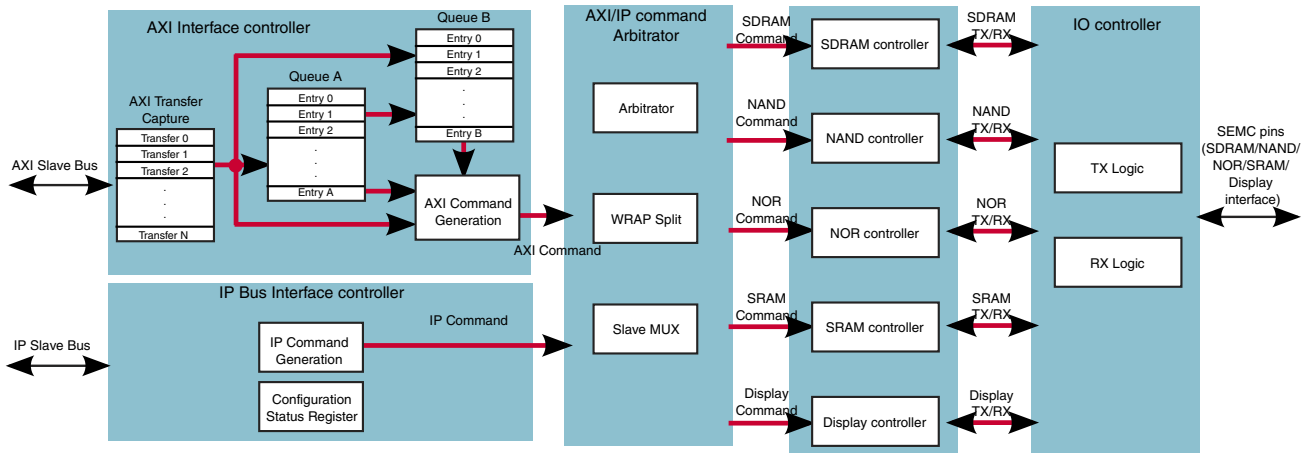 AXI Interface controller
AXI Slave Bus
AXI Transfer
Capture
Transfer 0
Transfer 1
Transfer 2
.
.
.
Transfer N
Queue A
Entry 0
Entry 1
Entry 2
.
.
.
Entry A
Queue B
Entry 0
Entry 1
Entry 2
.
.
.
Entry B
AXI Command
Generation
AXI Command
IP Bus Interface controller
IP Slave Bus
IP Command
Generation
IP Command
Configuration
Status Register
AXI/IP command
Arbitrator
Arbitrator
WRAP Split
Slave MUX
SDRAM
Command
NAND
Command
NOR
Command
SRAM
Command
Display
Command
SDRAM controller
NAND controller
NOR controller
SRAM controller
Display controller
SDRAM
TX/RX
NAND
TX/RX
NOR
TX/RX
SRAM
TX/RX
Display
TX/RX
IO controller
TX Logic
RX Logic
SEMC pins
(SDRAM/NAND/
NOR/SRAM/
Display
interface)